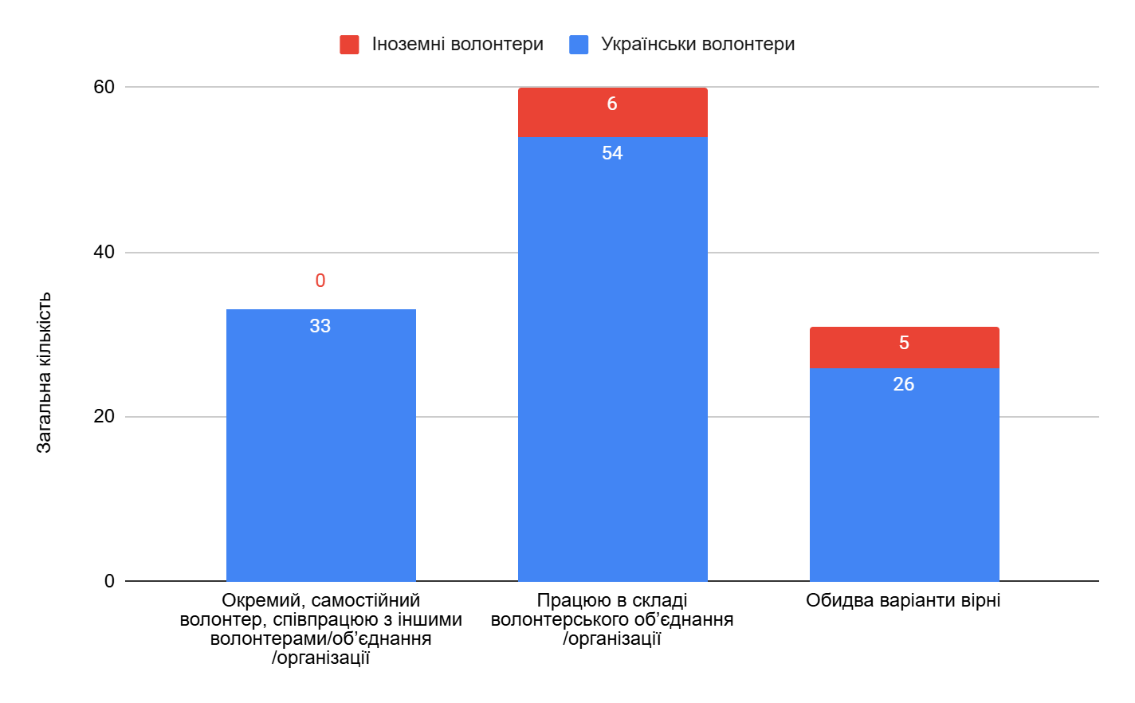 Іноземні волонтери
Українськи волонтери
Загальна кількість
60
40
20
0
6
54
0
33
5
26
Окремий, самостійний
волонтер, співпрацюю з іншими
волонтерами/об’єднання
/організації
Працюю в складі
волонтерського об’єднання
/організації
Обидва варіанти вірні